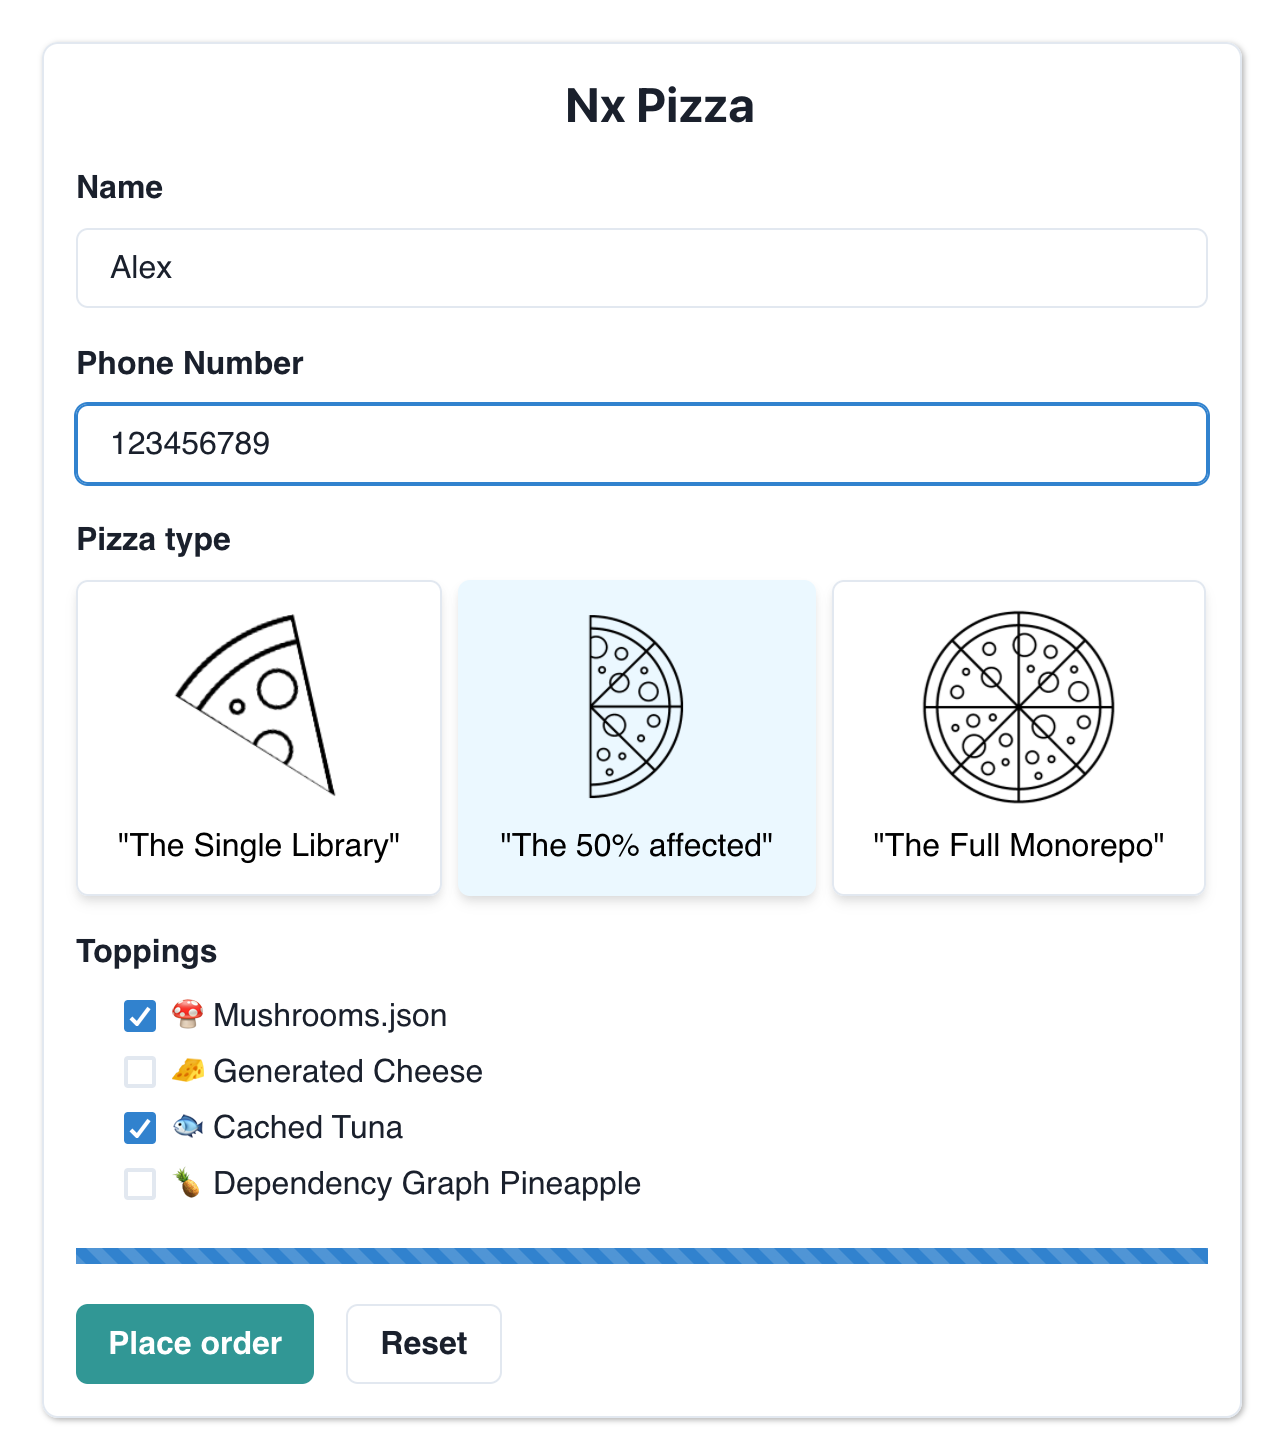 Nx Pizza
Name
Alex
Phone Number
123456789
Pizza type
"The Single Library"
"The 50% affected"
"The Full Monorepo"
Toppings
Mushrooms.json
Generated Cheese
Cached Tuna
Dependency Graph Pineapple
Place order
Reset